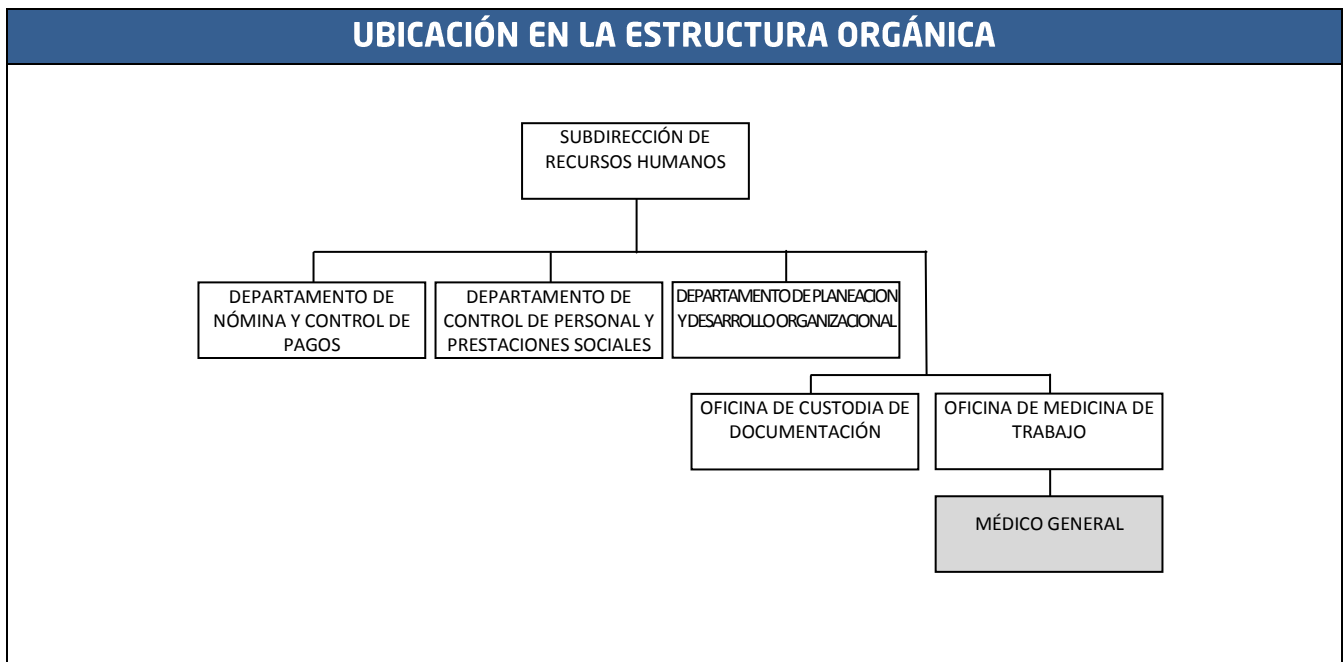 UBICACIÓN EN LA ESTRUCTURA ORGÁNICA
SUBDIRECCIÓN DE
RECURSOS HUMANOS
DEPARTAMENTO DE
NÓMINA Y CONTROL DE
PAGOS
DEPARTAMENTO DE
CONTROL DE PERSONAL Y
PRESTACIONES SOCIALES
DEPARTAMENTO DE PLANEACION
Y DESARROLLO ORGANIZACIONAL
OFICINA DE CUSTODIA DE
DOCUMENTACIÓN
OFICINA DE MEDICINA DE
TRABAJO
MÉDICO GENERAL